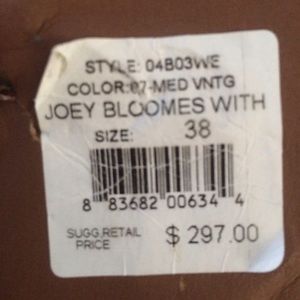 STYLE: 04B03WE
COLOR:07-MED VNTG
JOEY BLOOMES WITH
SIZE: 38
8 83682 00634 4
SUGG.RETAIL
PRICE $ 297.00